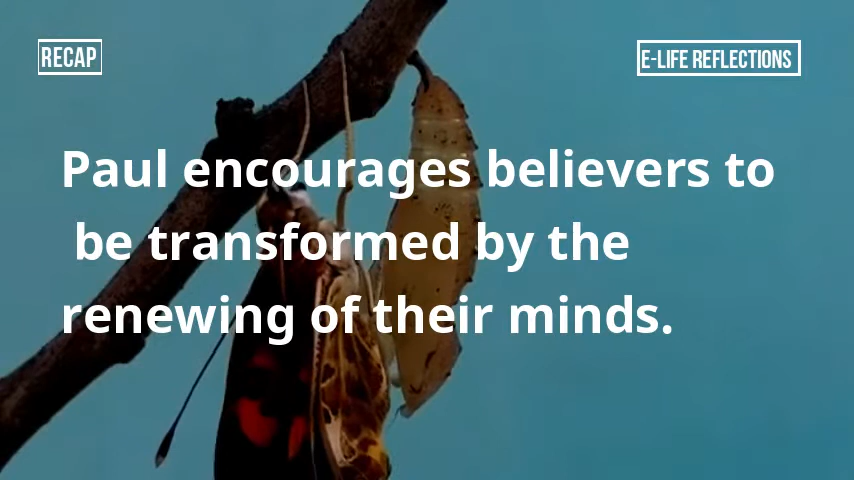 RECAP
E-LIFE REFLECTIONS
Paul encourages believers to
be transformed by the
renewing of their minds.